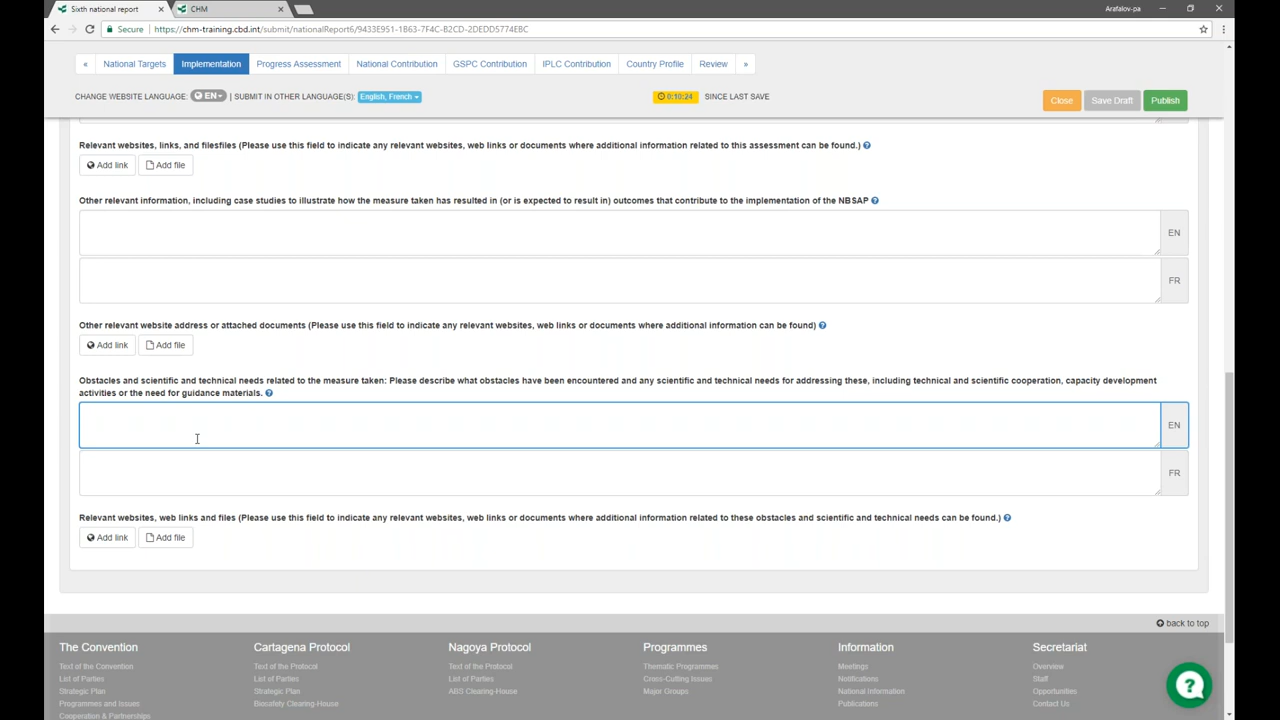 Sixth national report
CHM
Arafalov-pa
Secure https://chm-training.cbd.int/submit/nationalReport6/9433E951-1B63-7F4C-B2CD-2DEDD5774EBC
« National Targets Implementation Progress Assessment National Contribution GSPC Contribution IPLC Contribution Country Profile Review »
CHANGE WEBSITE LANGUAGE: EN | SUBMIT IN OTHER LANGUAGE(S): English, French 0:10:24 SINCE LAST SAVE
Close Save Draft Publish
Relevant websites, links, and filesfiles (Please use this field to indicate any relevant websites, web links or documents where additional information related to this assessment can be found.)
Add link Add file
Other relevant information, including case studies to illustrate how the measure taken has resulted in (or is expected to result in) outcomes that contribute to the implementation of the NBSAP
EN
FR
Other relevant website address or attached documents (Please use this field to indicate any relevant websites, web links or documents where additional information can be found)
Add link Add file
Obstacles and scientific and technical needs related to the measure taken: Please describe what obstacles have been encountered and any scientific and technical needs for addressing these, including technical and scientific cooperation, capacity development
activities or the need for guidance materials.
EN
FR
Relevant websites, web links and files (Please use this field to indicate any relevant websites, web links or documents where additional information related to these obstacles and scientific and technical needs can be found.)
Add link Add file
back to top
The Convention Cartagena Protocol Nagoya Protocol Programmes Information Secretariat
Text of the Convention Text of the Protocol Text of the Protocol Thematic Programmes Meetings Overview
List of Parties List of Parties List of Parties Cross-Cutting Issues Notifications Staff
Strategic Plan Strategic Plan ABS Clearing-House Major Groups National Information Opportunities
Programmes and Issues Biosafety Clearing-House Publications Contact Us
Cooperation & Partnerships